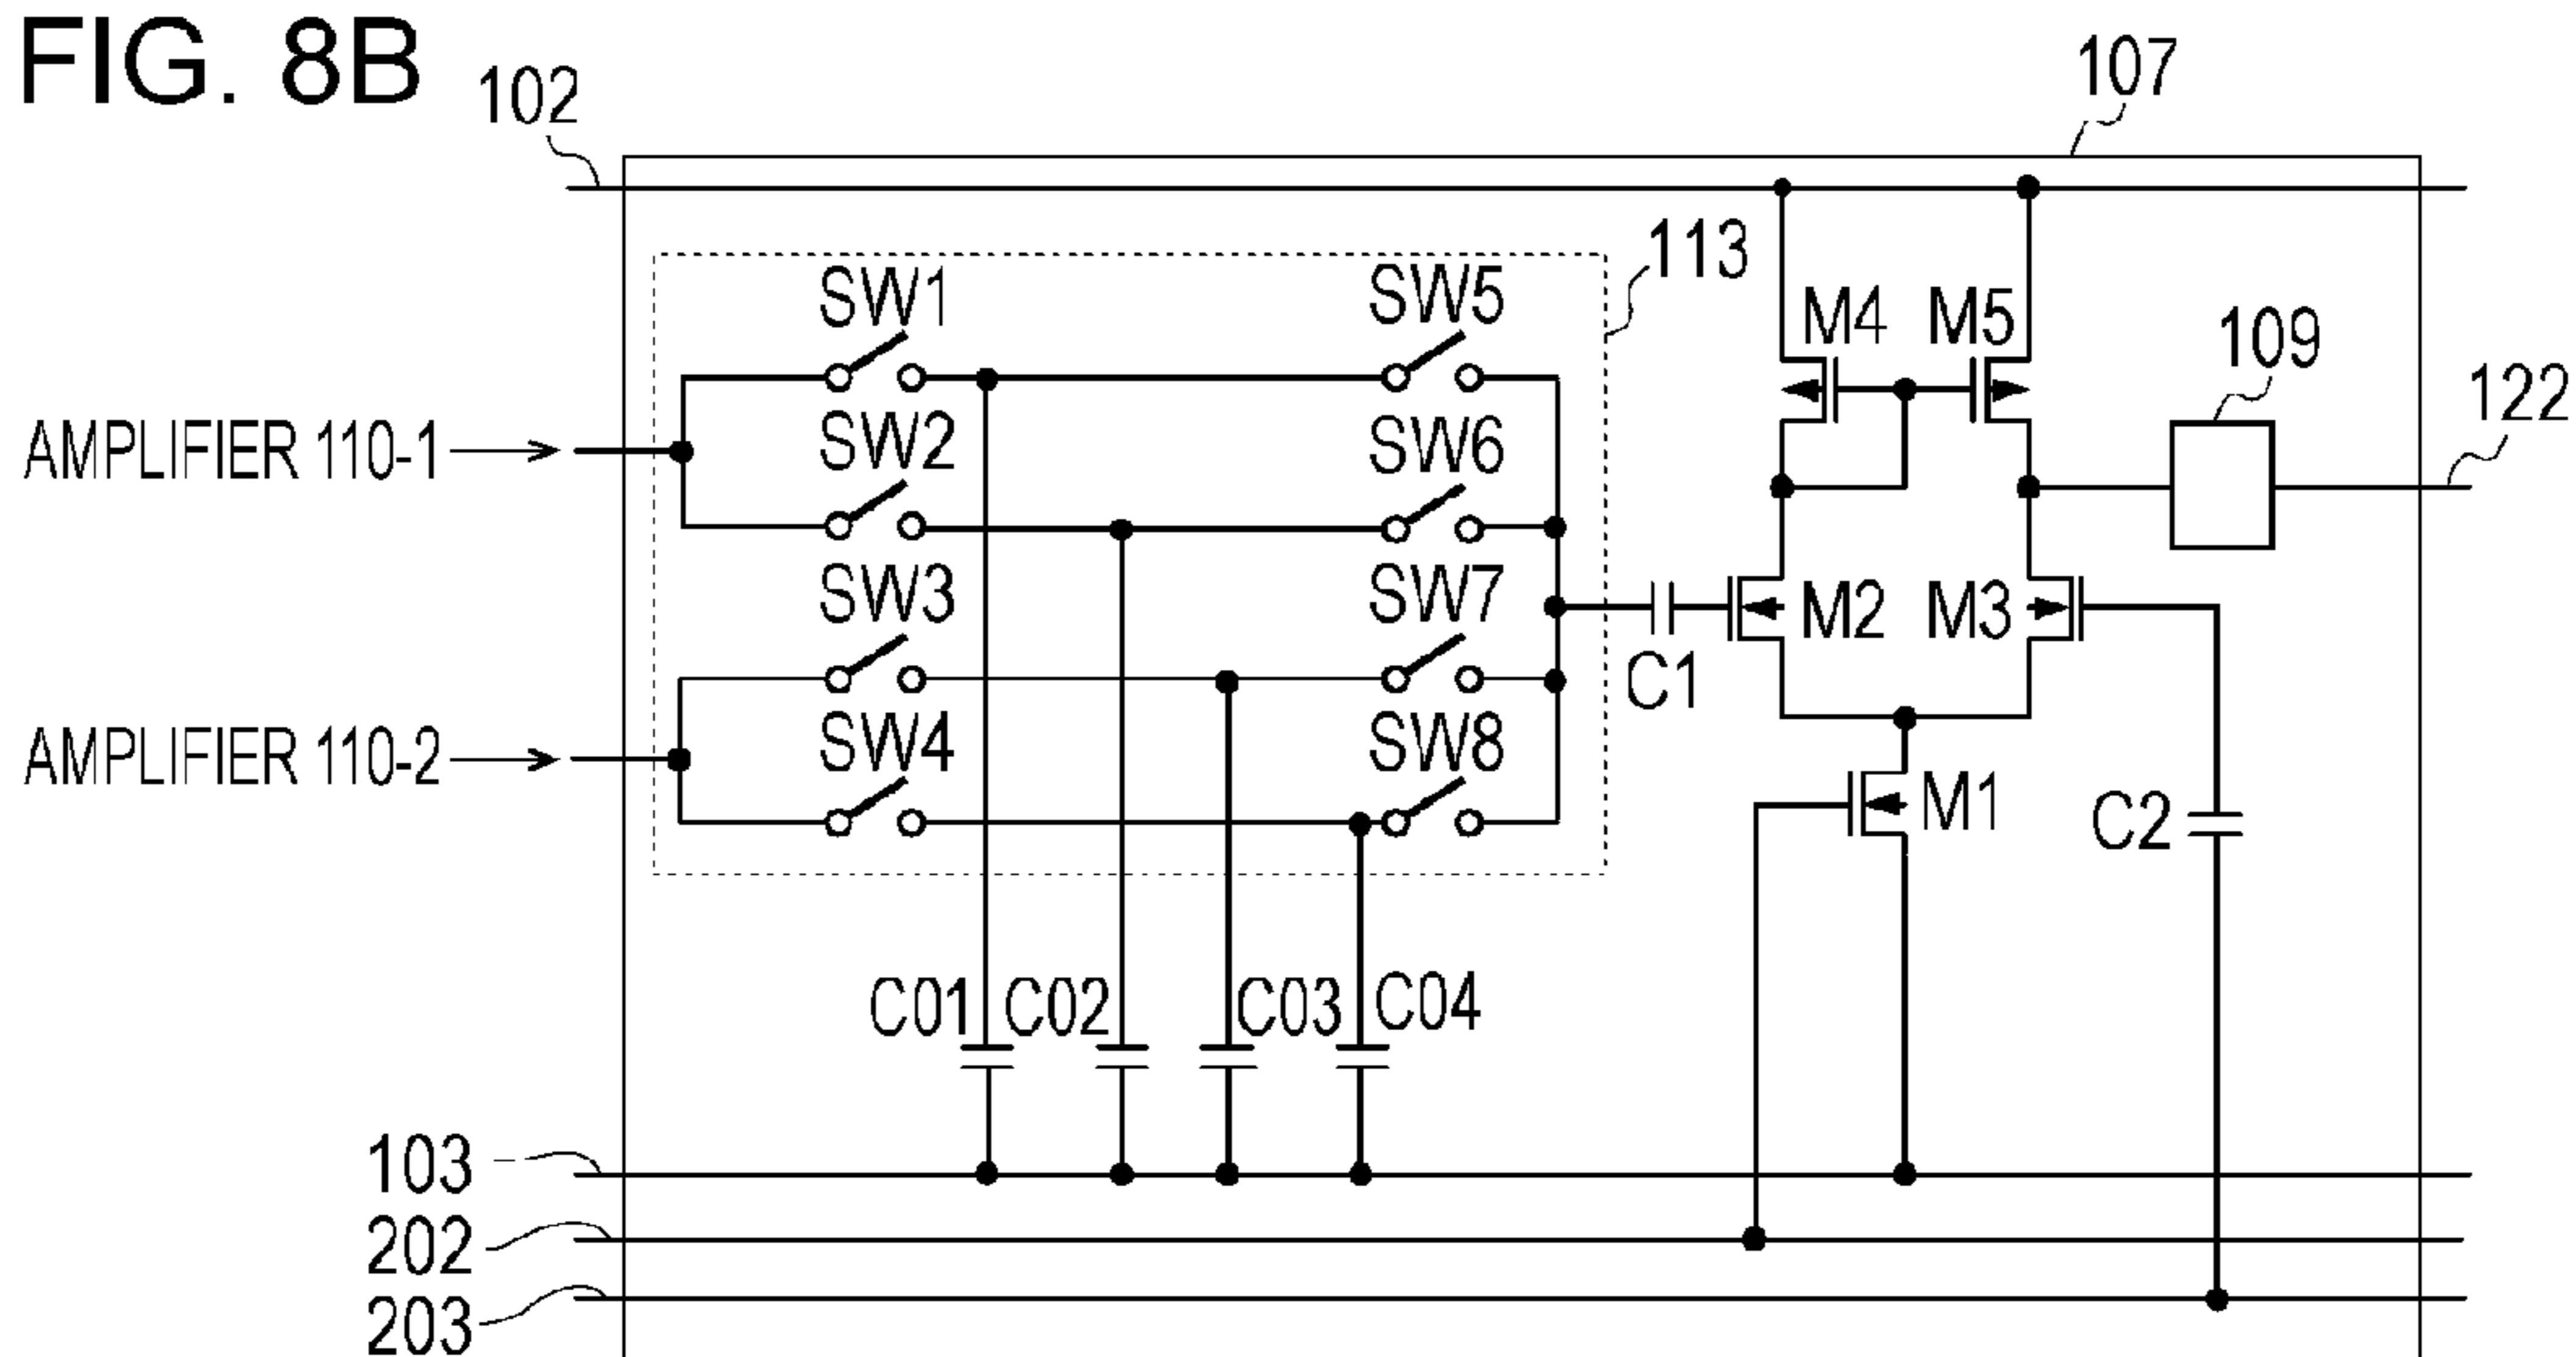 FIG. 8B
102
107
113
SW1
SW5
M4
M5
109
122
AMPLIFIER 110-1
SW2
SW6
SW3
SW7
M2
M3
C1
AMPLIFIER 110-2
SW4
SW8
M1
C2
C01
C02
C03
C04
103
202
203